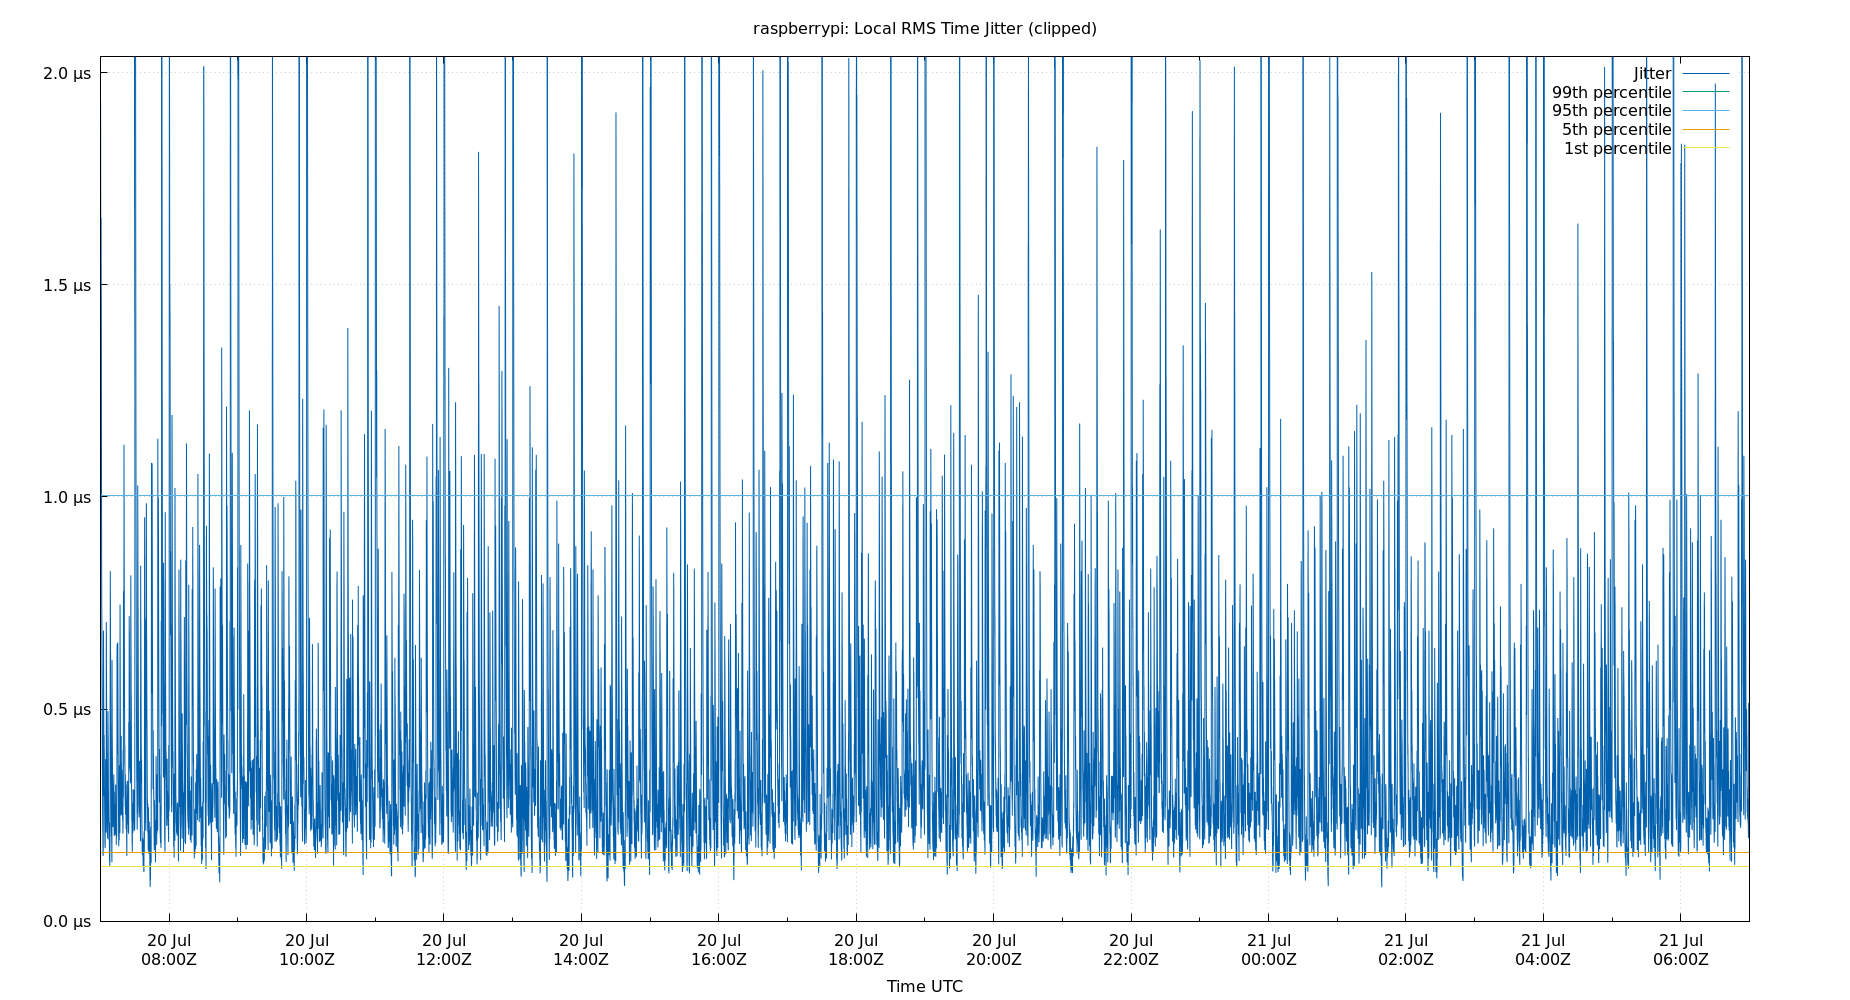 raspberrypi: Local RMS Time Jitter (clipped)
2.0 µs
1.5 µs
1.0 µs
0.5 µs
0.0 µs
Jitter
99th percentile
95th percentile
5th percentile
1st percentile
20 Jul 20 Jul 20 Jul 20 Jul 20 Jul 20 Jul 20 Jul 20 Jul 21 Jul 21 Jul 21 Jul 21 Jul
08:00Z 10:00Z 12:00Z 14:00Z 16:00Z 18:00Z 20:00Z 22:00Z 00:00Z 02:00Z 04:00Z 06:00Z
Time UTC